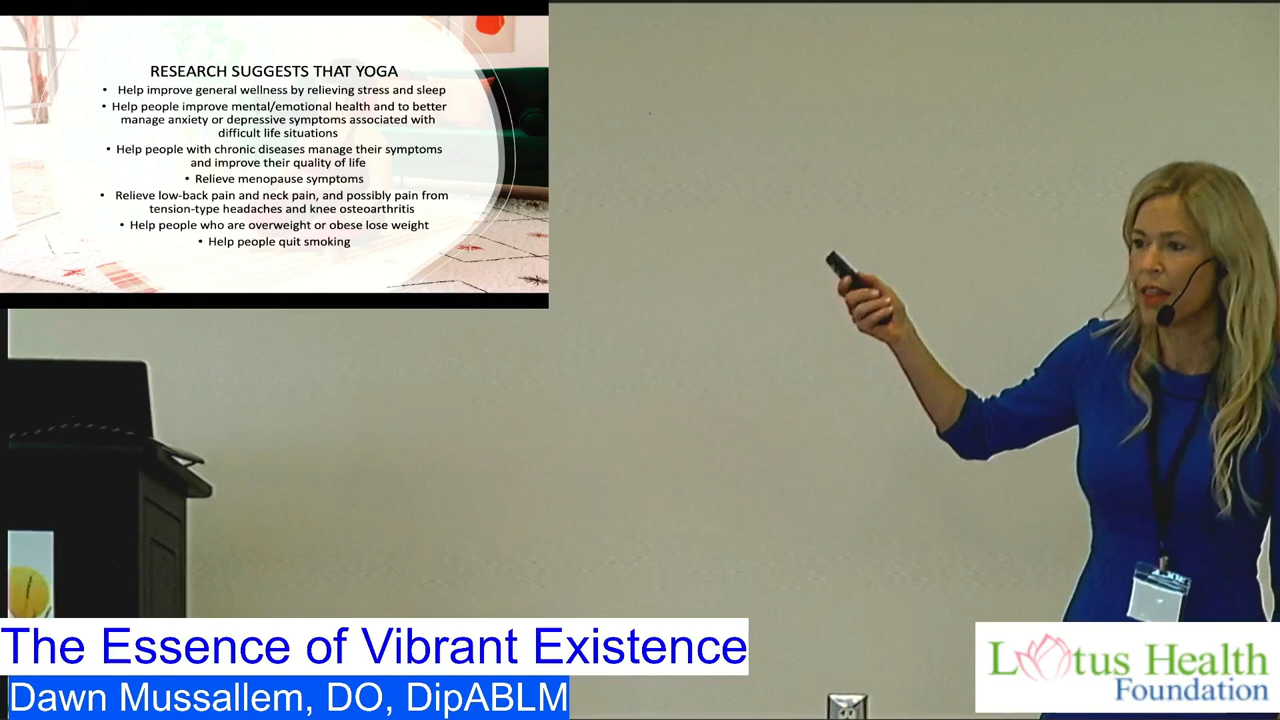 RESEARCH SUGGESTS THAT YOGA
• Help improve general wellness by relieving stress and sleep
• Help people improve mental/emotional health and to better
manage anxiety or depressive symptoms associated with
difficult life situations
• Help people with chronic diseases manage their symptoms
and improve their quality of life
• Relieve menopause symptoms
• Relieve low-back pain and neck pain, and possibly pain from
tension-type headaches and knee osteoarthritis
• Help people who are overweight or obese lose weight
• Help people quit smoking
The Essence of Vibrant Existence
Dawn Mussallem, DO, DipABLM
Lotus Health
Foundation